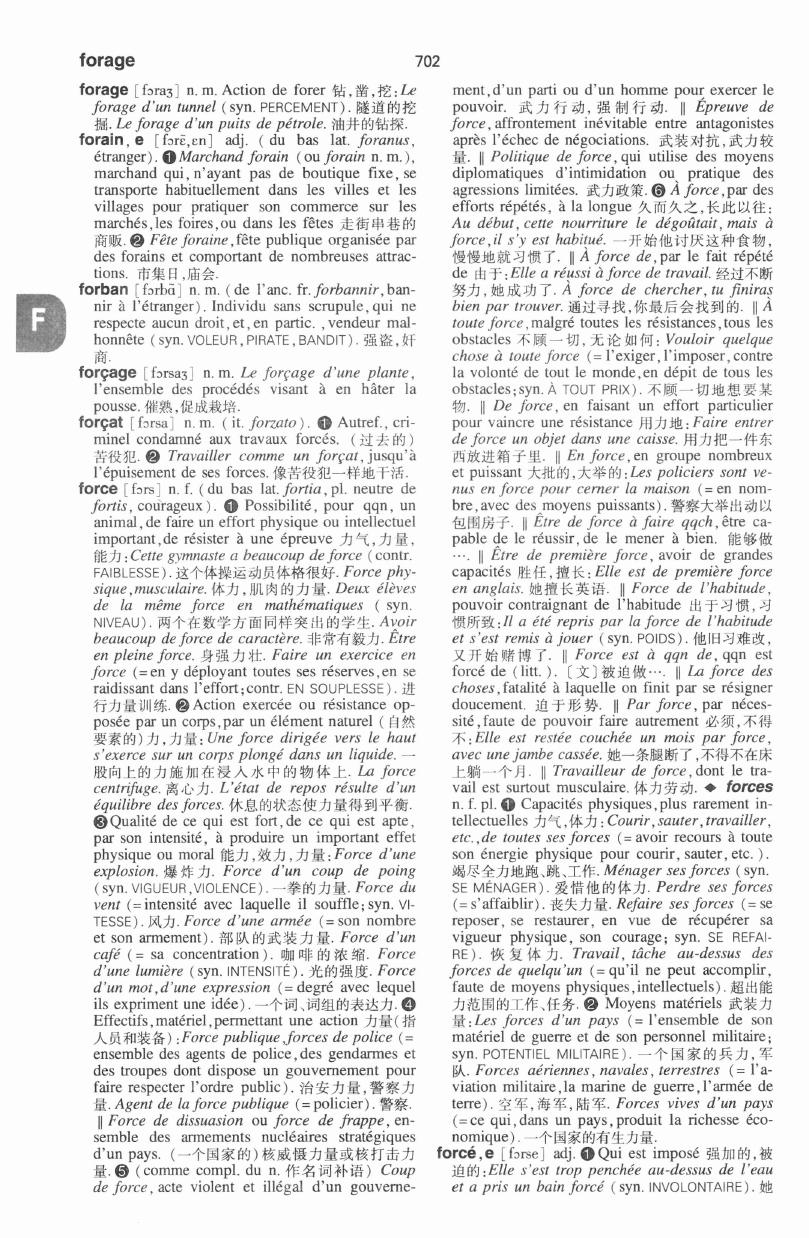 forage
702
forage [fɔraʒ] n. m. Action de forer 钻,凿,挖:Le
forage d'un tunnel (syn. PERCEMENT). 隧道的挖
掘. Le forage d'un puits de pétrole. 油井的钻探.
forain, e [fɔrɛ̃,ɛn] adj. (du bas lat. foranus,
étranger). ❶ Marchand forain (ou forain n. m.),
marchand qui, n'ayant pas de boutique fixe, se
transporte habituellement dans les villes et les
villages pour pratiquer son commerce sur les
marchés,les foires,ou dans les fêtes 走街串巷的
商贩. ❷ Fête foraine,fête publique organisée par
des forains et comportant de nombreuses attrac-
tions. 市集日,庙会.
forban [fɔrbɑ̃] n. m. (de l'anc. fr. forbannir, ban-
nir à l'étranger). Individu sans scrupule, qui ne
respecte aucun droit, et, en partic., vendeur mal-
honnête (syn. VOLEUR, PIRATE, BANDIT). 强盗,奸
商.
F
forçage [fɔrsaʒ] n. m. Le forçage d'une plante,
l'ensemble des procédés visant à en hâter la
pousse. 催熟,促成栽培.
forçat [fɔrsa] n. m. (it. forzato). ❶ Autref., cri-
minel condamné aux travaux forcés. (过去的)
苦役犯. ❷ Travailler comme un forçat, jusqu'à
l'épuisement de ses forces. 像苦役犯一样地干活.
force [fɔrs] n. f. (du bas lat. fortia, pl. neutre de
fortis, courageux). ❶ Possibilité, pour qqn, un
animal,de faire un effort physique ou intellectuel
important,de résister à une épreuve 力气,力量,
能力:Cette gymnaste a beaucoup de force (contr.
FAIBLESSE). 这个体操运动员体格很好. Force phy-
sique,musculaire. 体力,肌肉的力量. Deux élèves
de la même force en mathématiques (syn.
NIVEAU). 两个在数学方面同样突出的学生. Avoir
beaucoup de force de caractère. 非常有毅力. Être
en pleine force. 身强力壮. Faire un exercice en
force (=en y déployant toutes ses réserves,en se
raidissant dans l'effort;contr. EN SOUPLESSE). 进
行力量训练. ❷ Action exercée ou résistance op-
posée par un corps,par un élément naturel (自然
要素的)力,力量:Une force dirigée vers le haut
s'exerce sur un corps plongé dans un liquide. 一
股向上的力施加在浸入水中的物体上. La force
centrifuge. 离心力. L'état de repos résulte d'un
équilibre des forces. 休息的状态使力量得到平衡.
❸ Qualité de ce qui est fort,de ce qui est apte,
par son intensité, à produire un important effet
physique ou moral 能力,效力,力量:Force d'une
explosion. 爆炸力. Force d'un coup de poing
(syn. VIGUEUR,VIOLENCE). 一拳的力量. Force du
vent (= intensité avec laquelle il souffle; syn. VI-
TESSE). 风力. Force d'une armée (= son nombre
et son armement). 部队的武装力量. Force d'un
café (= sa concentration). 咖啡的浓缩. Force
d'une lumière (syn. INTENSITÉ). 光的强度. Force
d'un mot,d'une expression (= degré avec lequel
ils expriment une idée). 一个词、词组的表达力. ❹
Effectifs,matériel,permettant une action 力量(指
人员和装备):Force publique,forces de police (=
ensemble des agents de police,des gendarmes et
des troupes dont dispose un gouvernement pour
faire respecter l'ordre public). 治安力量,警察力
量. Agent de la force publique (=policier). 警察.
‖ Force de dissuasion ou force de frappe, en-
semble des armements nucléaires stratégiques
d'un pays. (一个国家的)核威慑力量或核打击力
量. ❺ (comme compl. du n. 作名词补语) Coup
de force, acte violent et illégal d'un gouverne-
ment,d'un parti ou d'un homme pour exercer le
pouvoir. 武力行动, 强制行动. ‖ Épreuve de
force, affrontement inévitable entre antagonistes
après l'échec de négociations. 武装对抗,武力较
量. ‖ Politique de force, qui utilise des moyens
diplomatiques d'intimidation ou pratique des
agressions limitées. 武力政策. ❻ À force,par des
efforts répétés, à la longue 久而久之,长此以往:
Au début, cette nourriture le dégoûtait, mais à
force, il s'y est habitué. 一开始他讨厌这种食物,
慢慢地就习惯了. ‖ À force de,par le fait répété
de 由于:Elle a réussi à force de travail. 经过不断
努力,她成功了. À force de chercher, tu finiras
bien par trouver. 通过寻找,你最后会找到的. ‖ À
toute force,malgré toutes les résistances,tous les
obstacles 不顾一切, 无论如何: Vouloir quelque
chose à toute force (=l'exiger,l'imposer,contre
la volonté de tout le monde,en dépit de tous les
obstacles;syn. À TOUT PRIX). 不顾一切地想要某
物. ‖ De force, en faisant un effort particulier
pour vaincre une résistance 用力地:Faire entrer
de force un objet dans une caisse. 用力把一件东
西放进箱子里. ‖ En force, en groupe nombreux
et puissant 大批的,大举的:Les policiers sont ve-
nus en force pour cerner la maison (= en nom-
bre, avec des moyens puissants). 警察大举出动以
包围房子. ‖ Être de force à faire qqch,être ca-
pable de le réussir, de le mener à bien. 能够做
…. ‖ Être de première force, avoir de grandes
capacités 胜任,擅长:Elle est de première force
en anglais. 她擅长英语. ‖ Force de l'habitude,
pouvoir contraignant de l'habitude 出于习惯,习
惯所致:Il a été repris par la force de l'habitude
et s'est remis à jouer (syn. POIDS). 他旧习难改,
又开始赌博了. ‖ Force est à qqn de, qqn est
forcé de (litt.). 〔文〕被迫做…. ‖ La force des
choses,fatalité à laquelle on finit par se résigner
doucement. 迫于形势. ‖ Par force, par néces-
sité,faute de pouvoir faire autrement 必须,不得
不:Elle est restée couchée un mois par force,
avec une jambe cassée. 她一条腿断了,不得不在床
上躺一个月. ‖ Travailleur de force,dont le tra-
vail est surtout musculaire. 体力劳动. ◆ forces
n. f. pl. ❶ Capacités physiques,plus rarement in-
tellectuelles 力气,体力:Courir,sauter,travailler,
etc.,de toutes ses forces (=avoir recours à toute
son énergie physique pour courir, sauter, etc.).
竭尽全力地跑、跳、工作. Ménager ses forces (syn.
SE MÉNAGER). 爱惜他的体力. Perdre ses forces
(=s'affaiblir). 丧失力量. Refaire ses forces (=se
reposer, se restaurer, en vue de récupérer sa
vigueur physique, son courage; syn. SE REFAI-
RE). 恢复体力. Travail, tâche au-dessus des
forces de quelqu'un (= qu'il ne peut accomplir,
faute de moyens physiques,intellectuels). 超出能
力范围的工作、任务. ❷ Moyens matériels 武装力
量:Les forces d'un pays (= l'ensemble de son
matériel de guerre et de son personnel militaire;
syn. POTENTIEL MILITAIRE). 一个国家的兵力,军
队. Forces aériennes, navales, terrestres (= l'a-
viation militaire,la marine de guerre,l'armée de
terre). 空军,海军,陆军. Forces vives d'un pays
(=ce qui,dans un pays,produit la richesse éco-
nomique). 一个国家的有生力量.
forcé,e [fɔrse] adj. ❶ Qui est imposé 强加的,被
迫的:Elle s'est trop penchée au-dessus de l'eau
et a pris un bain forcé (syn. INVOLONTAIRE). 她